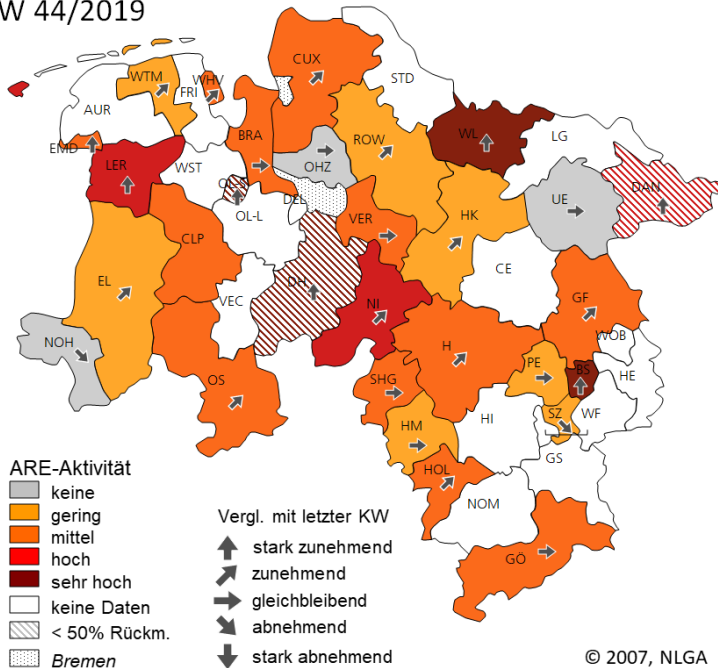 W 44/2019
CUX
STD
WTM
WHV
FRI
AUR
BRA
ROW
WL
LG
EMD
LER
WST
OHZ
DAN
UE
DEL
OL-L
VER
HK
CLP
CE
EL
DH
VEC
NI
GF
NOH
H
WOB
PE
BS
HE
OS
SHG
SZ
WF
HM
HI
GS
HOL
NOM
GÖ
ARE-Aktivität
keine
gering
mittel
hoch
sehr hoch
keine Daten
< 50% Rückm.
Bremen
Vergl. mit letzter KW
stark zunehmend
zunehmend
gleichbleibend
abnehmend
stark abnehmend
© 2007, NLGA